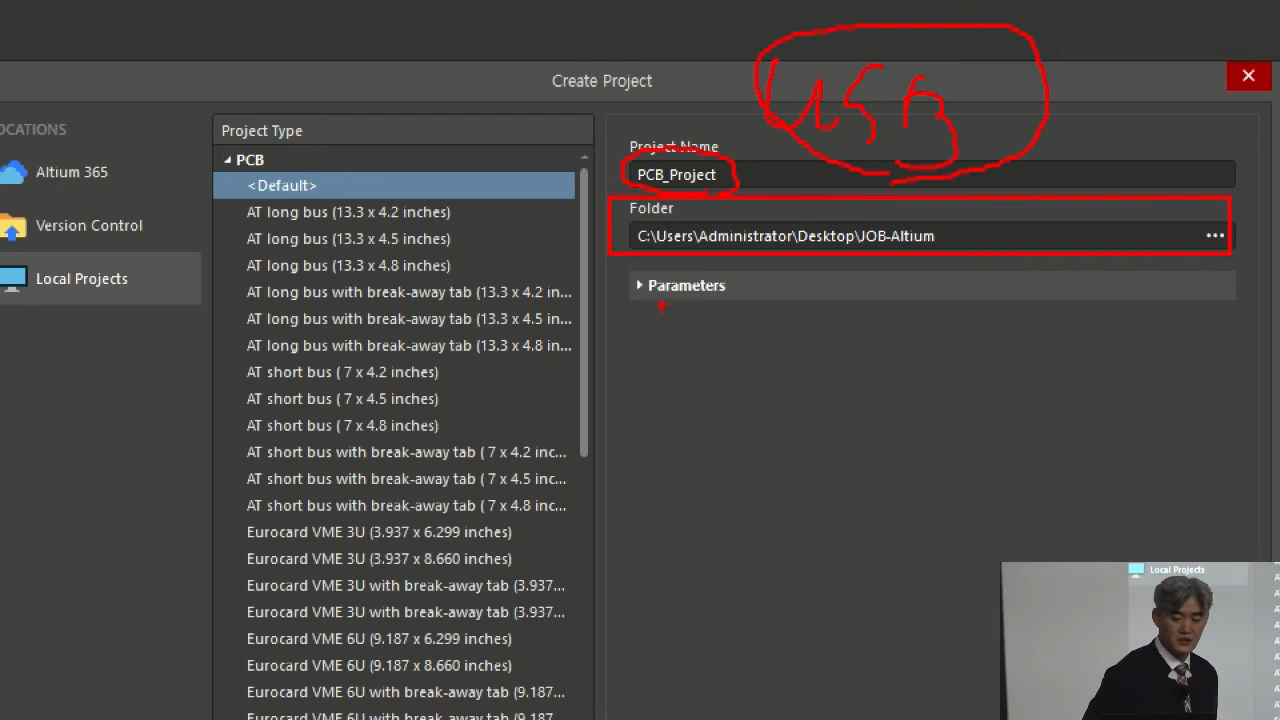 Create Project
USB
OCATIONS
Altium 365
Version Control
Local Projects
Project Type
PCB
<Default>
AT long bus (13.3 x 4.2 inches)
AT long bus (13.3 x 4.5 inches)
AT long bus (13.3 x 4.8 inches)
AT long bus with break-away tab (13.3 x 4.2 in...
AT long bus with break-away tab (13.3 x 4.5 in...
AT long bus with break-away tab (13.3 x 4.8 in...
AT short bus ( 7 x 4.2 inches)
AT short bus ( 7 x 4.5 inches)
AT short bus ( 7 x 4.8 inches)
AT short bus with break-away tab ( 7 x 4.2 inc...
AT short bus with break-away tab ( 7 x 4.5 inc...
AT short bus with break-away tab ( 7 x 4.8 inc...
Eurocard VME 3U (3.937 x 6.299 inches)
Eurocard VME 3U (3.937 x 8.660 inches)
Eurocard VME 3U with break-away tab (3.937...
Eurocard VME 3U with break-away tab (3.937...
Eurocard VME 6U (9.187 x 6.299 inches)
Eurocard VME 6U (9.187 x 8.660 inches)
Eurocard VME 6U with break-away tab (9.187...
Eurocard VME 6U with break-away tab (9.187...
Project Name
PCB_Project
Folder
C:\Users\Administrator\Desktop\JOB-Altium
Parameters
Local Projects